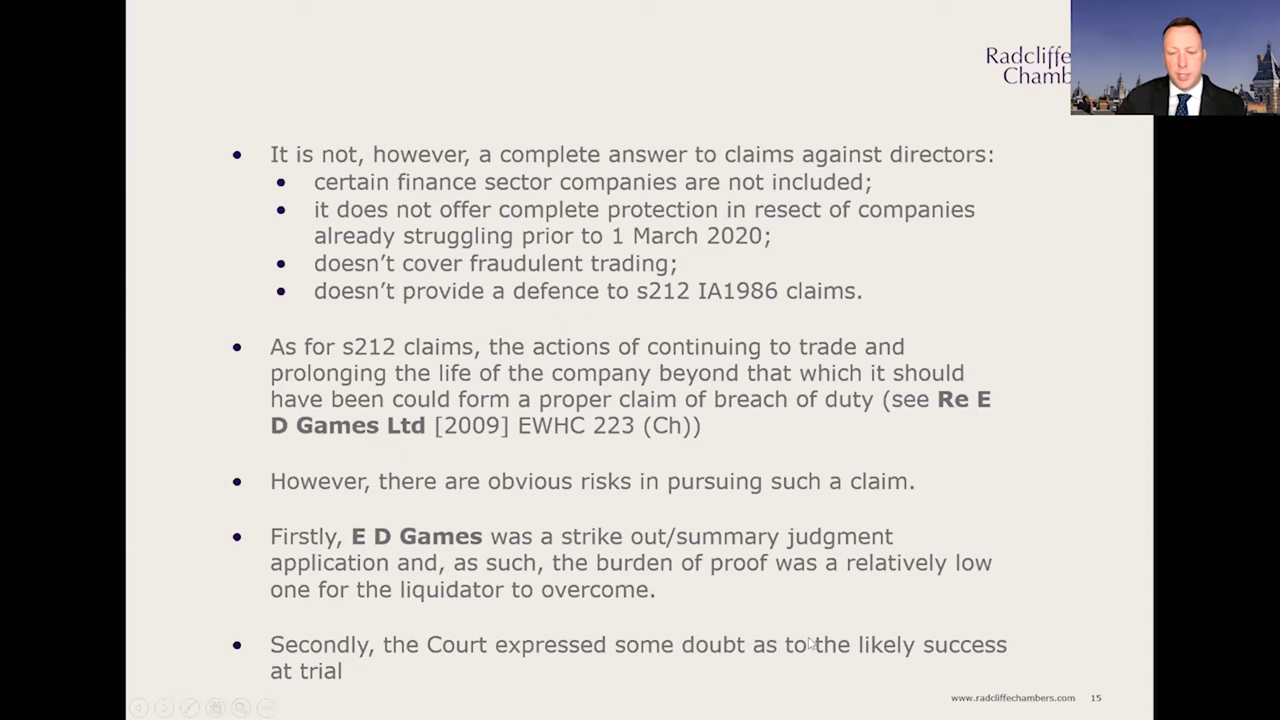 Radcliffe
Chamb
It is not, however, a complete answer to claims against directors:
certain finance sector companies are not included;
it does not offer complete protection in resect of companies
already struggling prior to 1 March 2020;
doesn't cover fraudulent trading;
doesn't provide a defence to s212 IA1986 claims.
As for s212 claims, the actions of continuing to trade and
prolonging the life of the company beyond that which it should
have been could form a proper claim of breach of duty (see Re E
D Games Ltd [2009] EWHC 223 (Ch))
However, there are obvious risks in pursuing such a claim.
Firstly, E D Games was a strike out/summary judgment
application and, as such, the burden of proof was a relatively low
one for the liquidator to overcome.
Secondly, the Court expressed some doubt as to the likely success
at trial
www.radcliffechambers.com 15